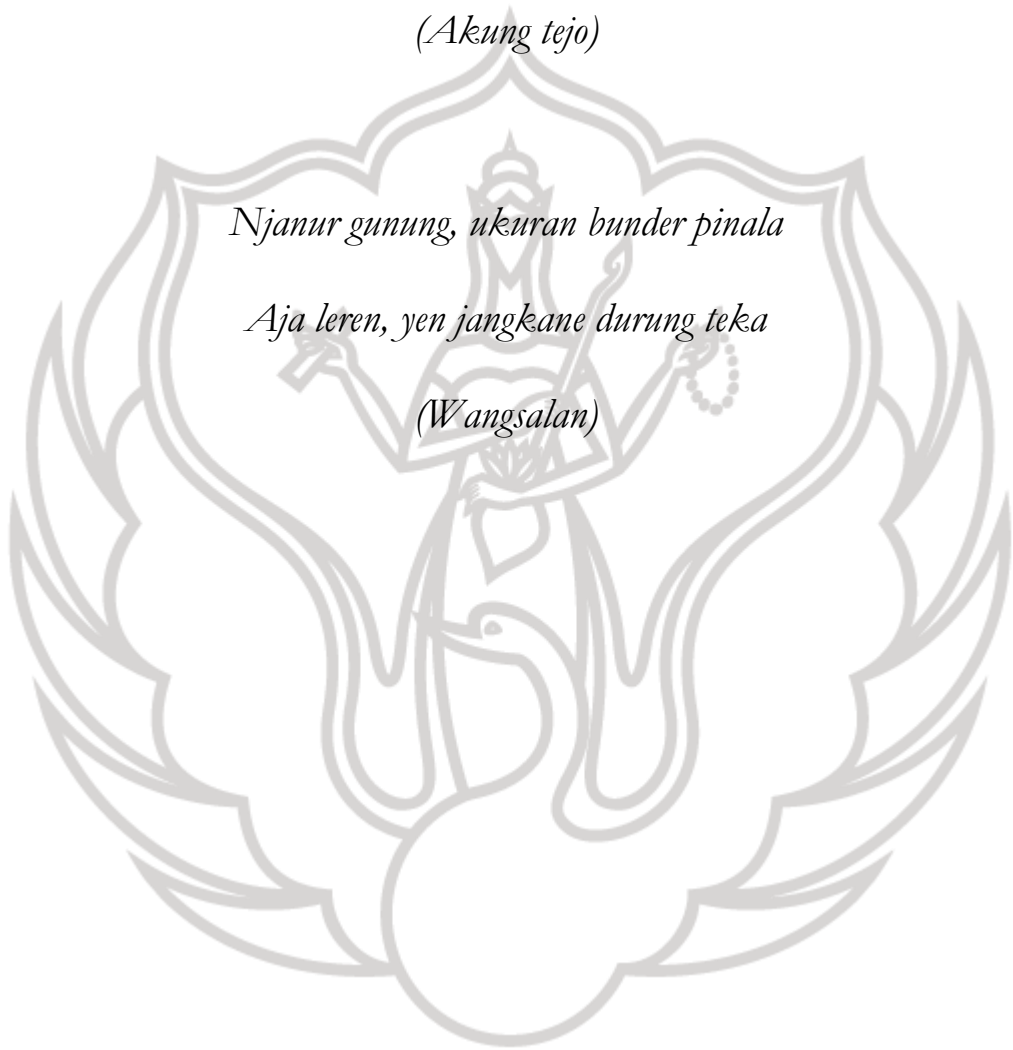 (Akung tejo)
Njanur gunung, ukuran bunder pinala
Aja leren, yen jangkane durung teka
(Wangsalan)